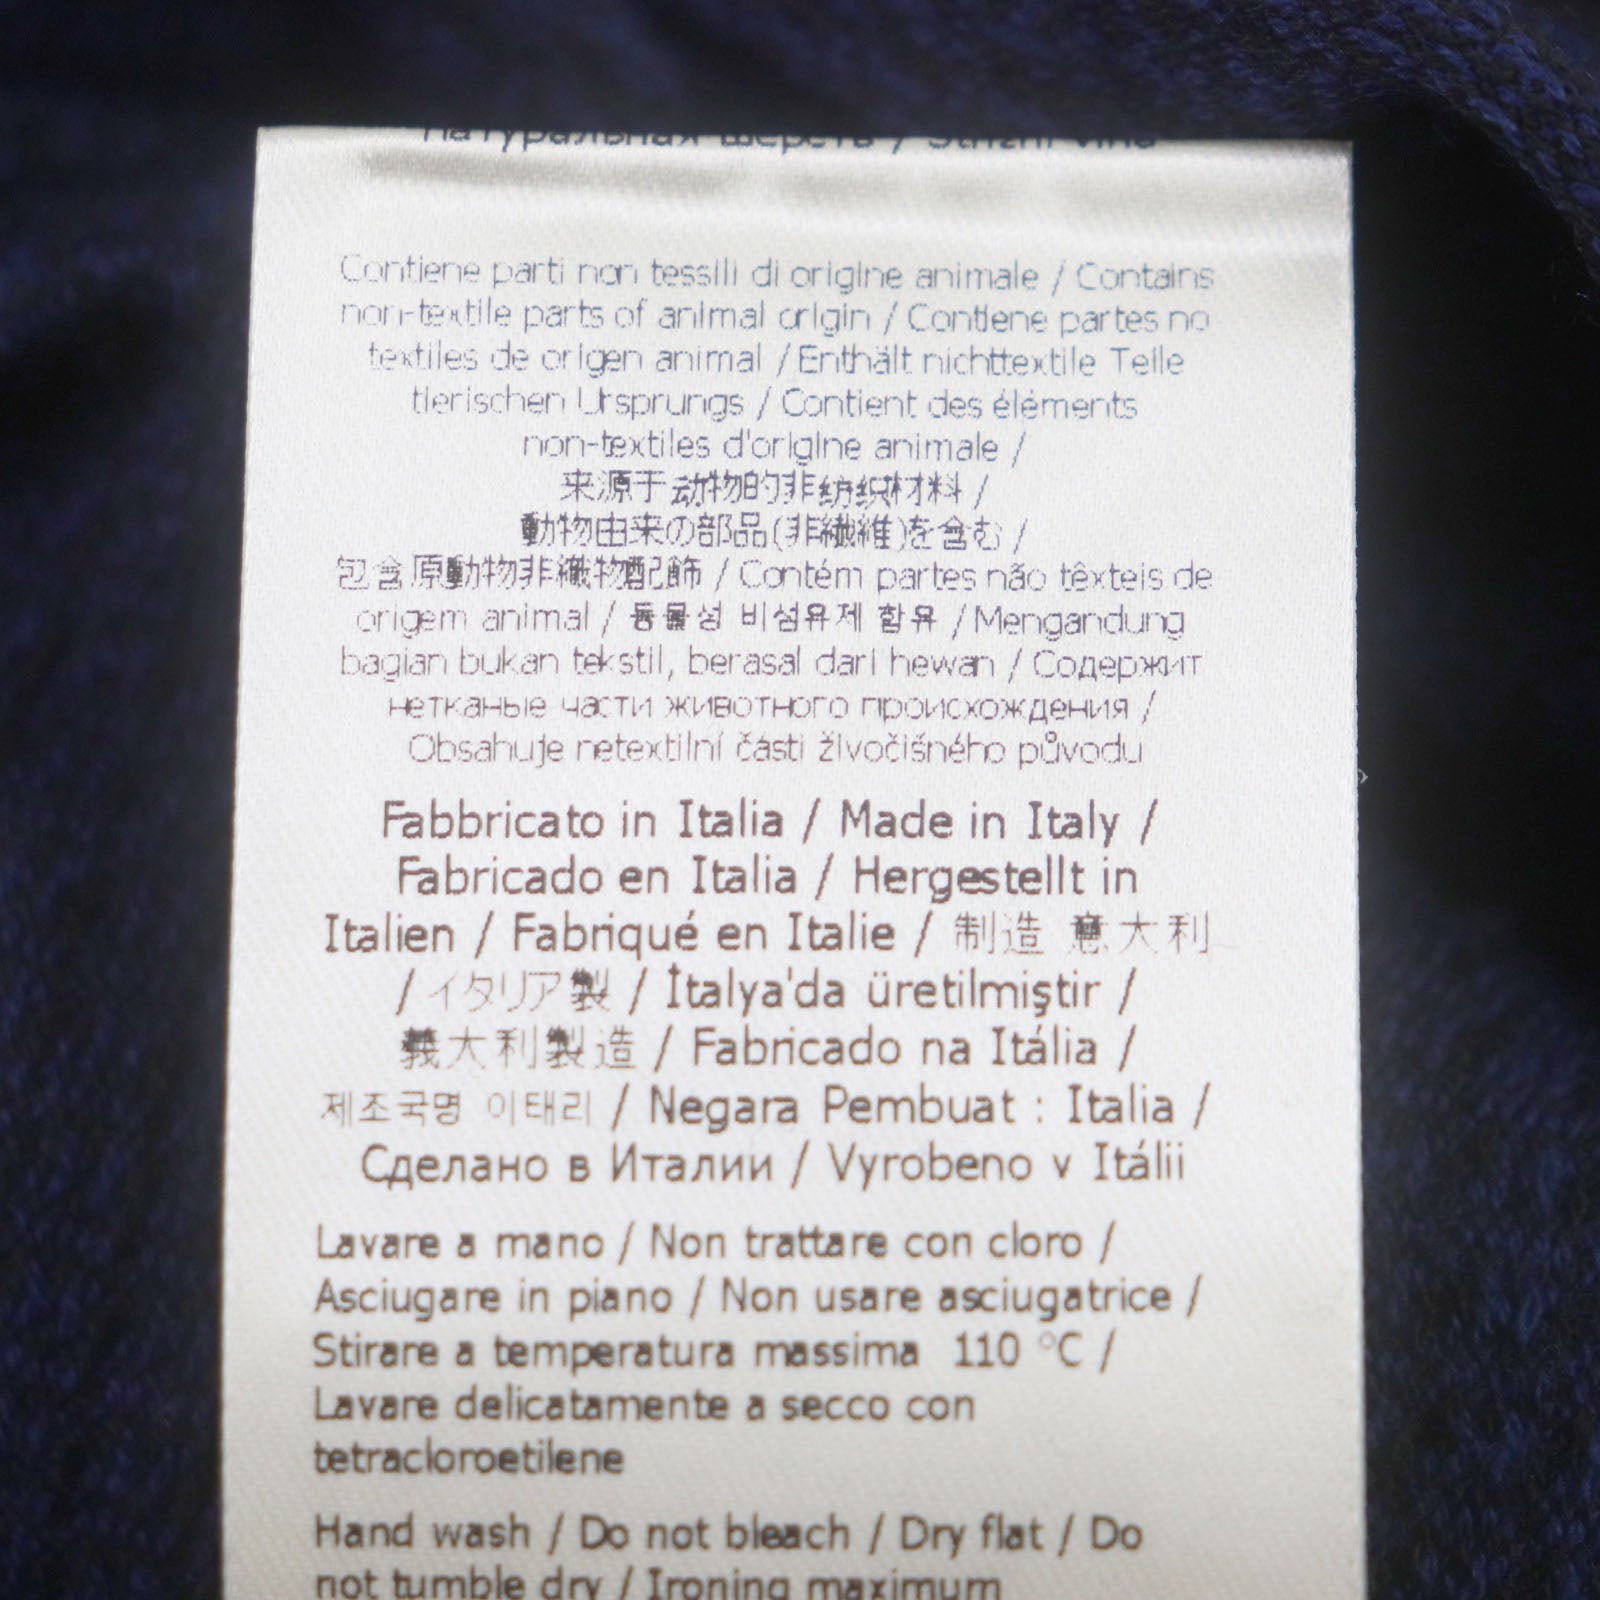 натуральная шерсть / Střižní vlna
Contiene parti non tessili di origine animale / Contains
non-textile parts of animal origin / Contiene partes no
textiles de origen animal / Enthält nichttextile Teile
tierischen Ursprungs / Contient des éléments
non-textiles d'origine animale /
来源于动物的非纺织材料 /
動物由来の部品(非繊維)を含む /
包含原動物非織物配飾 / Contém partes não têxteis de
origem animal / 동물성 비섬유제 함유 / Mengandung
bagian bukan tekstil, berasal dari hewan / Содержит
нетканые части животного происхождения /
Obsahuje netextilní části živočišného původu
Fabbricato in Italia / Made in Italy /
Fabricado en Italia / Hergestellt in
Italien / Fabriqué en Italie / 制造 意大利
/ イタリア製 / İtalya'da üretilmiştir /
義大利製造 / Fabricado na Itália /
제조국명 이태리 / Negara Pembuat : Italia /
Сделано в Италии / Vyrobeno v Itálii
Lavare a mano / Non trattare con cloro /
Asciugare in piano / Non usare asciugatrice /
Stirare a temperatura massima 110 °C /
Lavare delicatamente a secco con
tetracloroetilene
Hand wash / Do not bleach / Dry flat / Do
not tumble dry / Ironing maximum